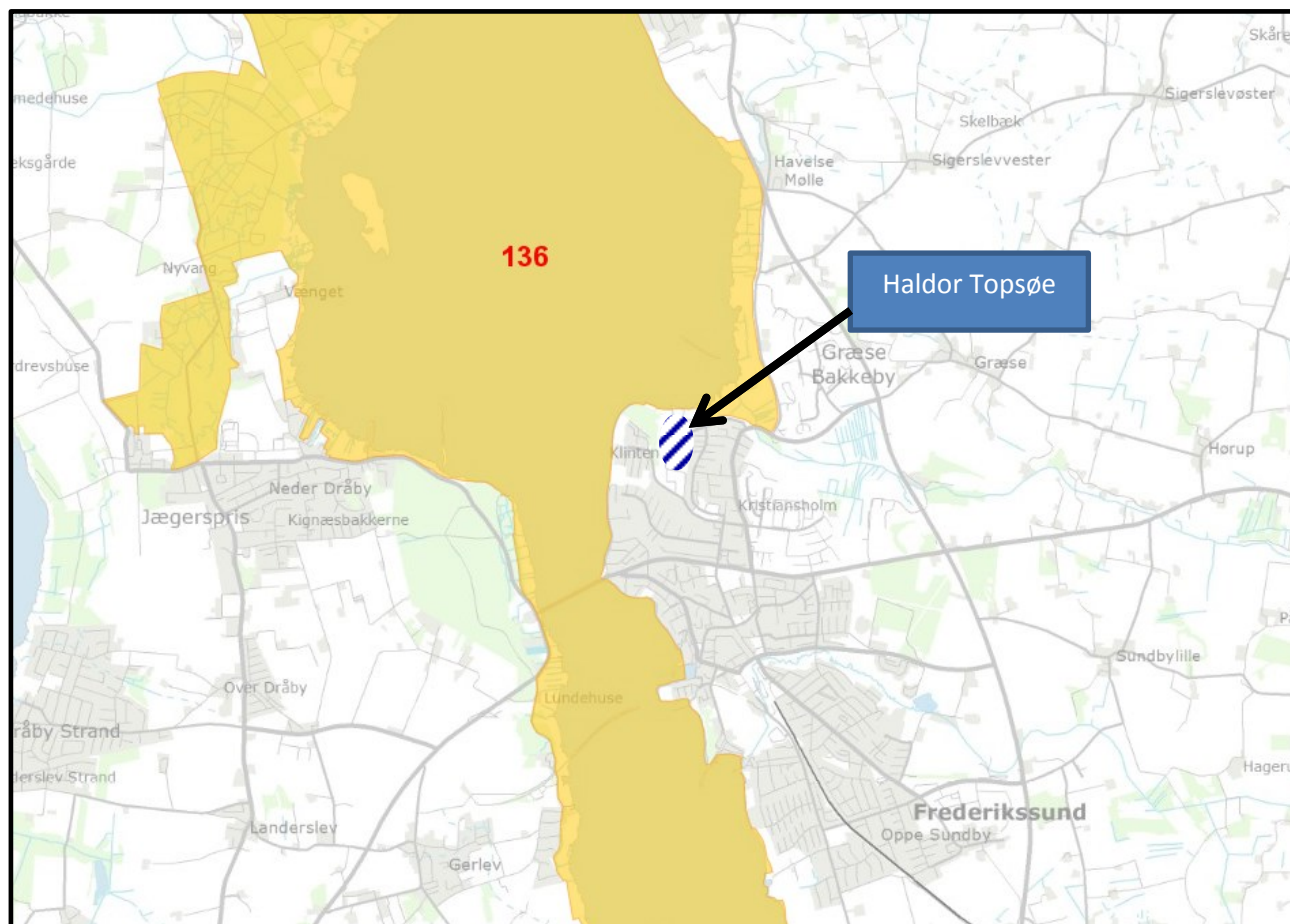 Skåre
medehuse
Sigerslevøster
Skelbæk
eksgårde
Havelse
Mølle
Sigerslevvester
136
Haldor Topsøe
Nyvang
Vænget
rdrevshuse
Græse
Bakkeby
Græse
Klinten
Hørup
Neder Dråby
Jægerspris
Kignæsbakkerne
Kristiansholm
Sundbylille
Over Dråby
Lundehuse
råby Strand
derslev Strand
Hageru
Landerslev
Frederikssund
Oppe Sundby
Gerlev